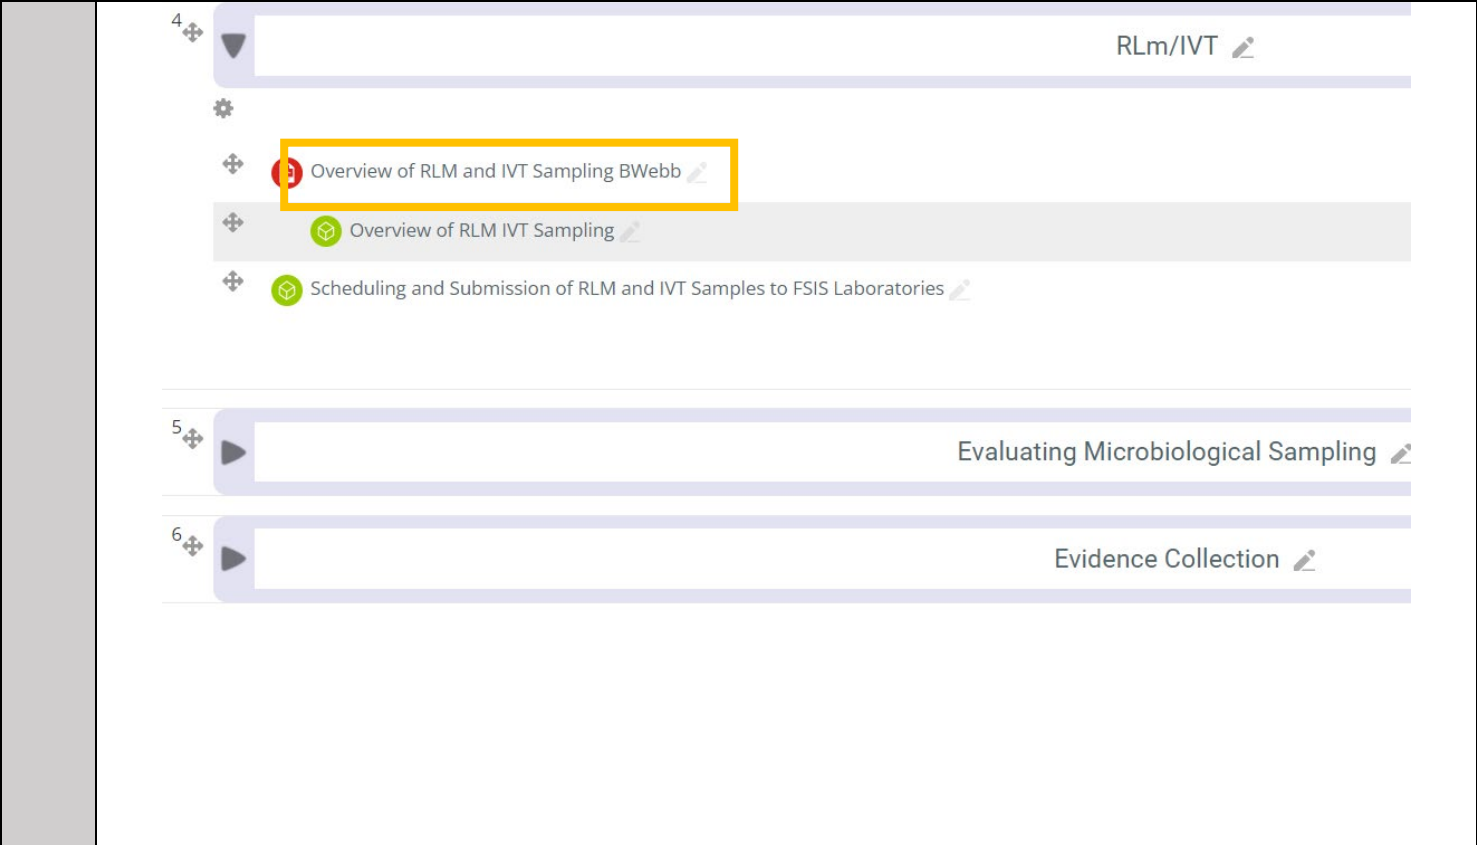 4
RLm/IVT
Overview of RLM and IVT Sampling BWebb
Overview of RLM IVT Sampling
Scheduling and Submission of RLM and IVT Samples to FSIS Laboratories
5
Evaluating Microbiological Sampling
6
Evidence Collection